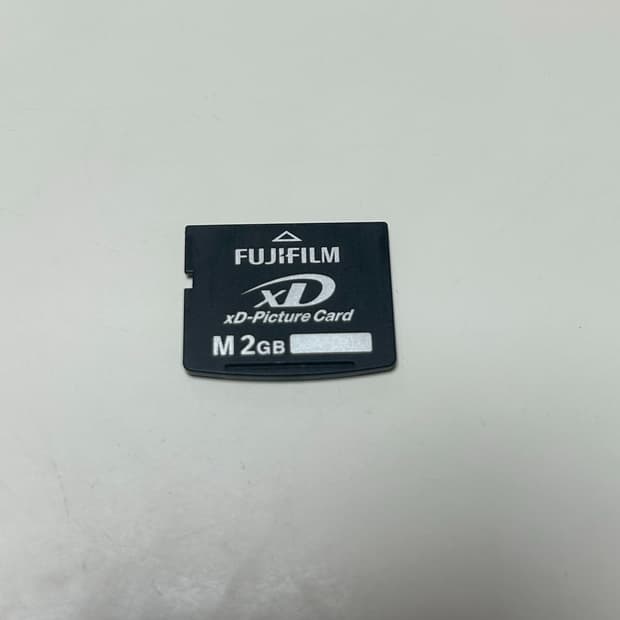 FUJIFILM
xD
xD-Picture Card
M 2GB